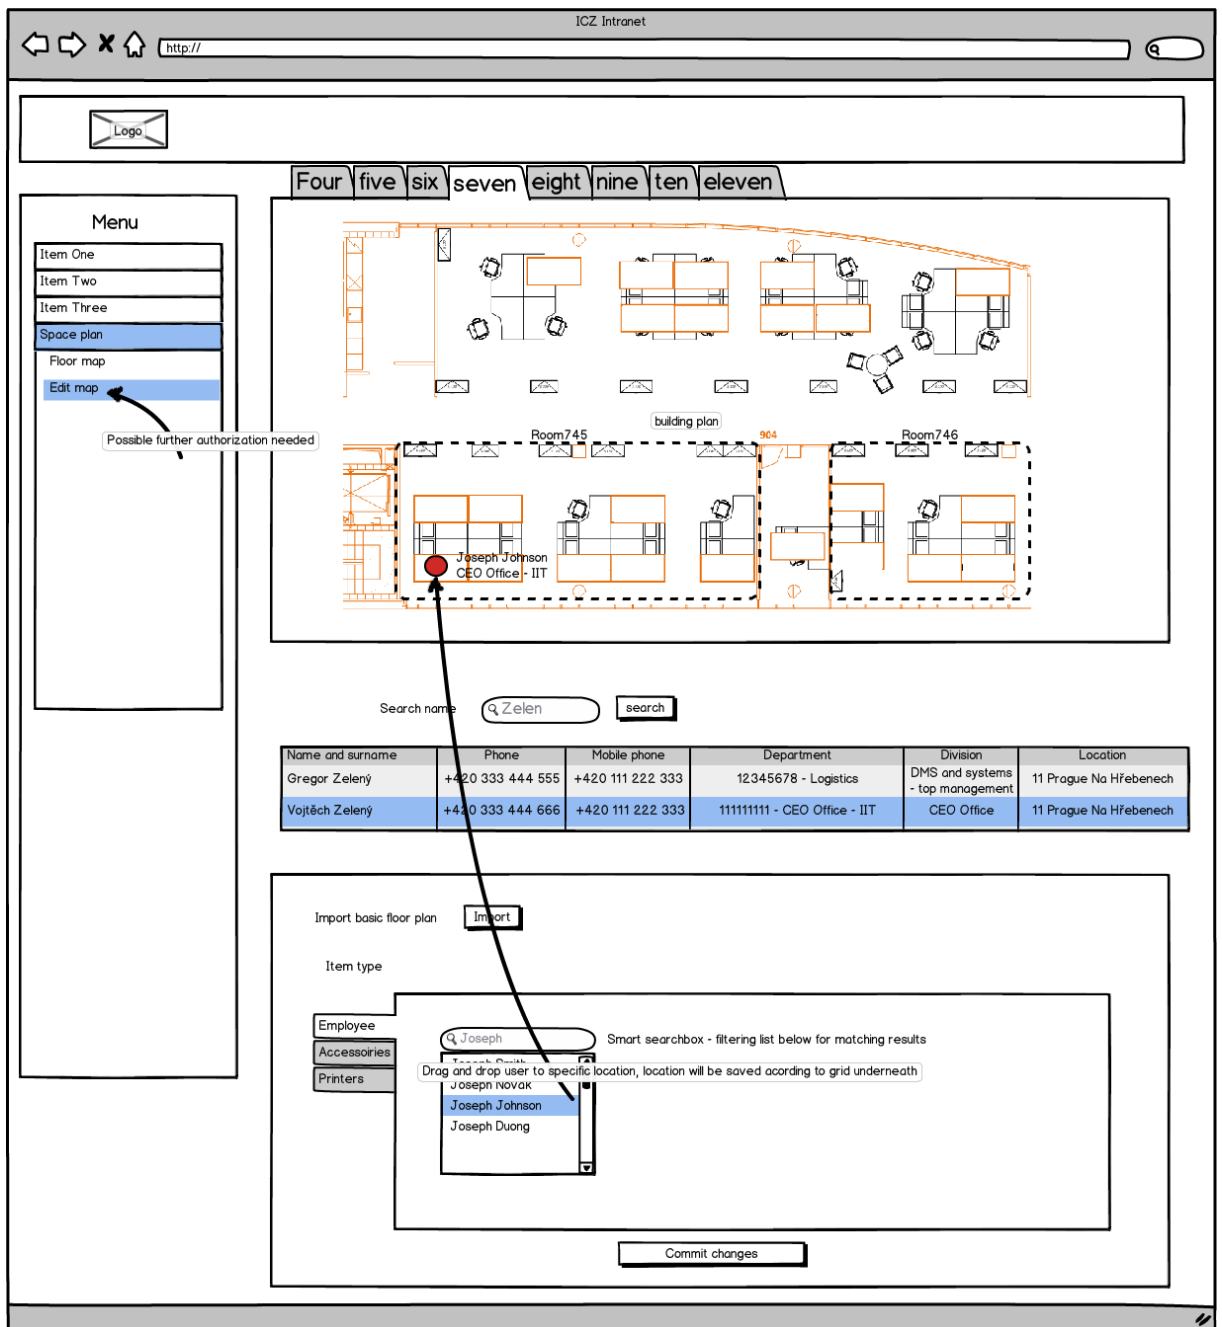 ICZ Intranet
http://
Logo
Four five six seven eight nine ten eleven
Menu
Item One
Item Two
Item Three
Space plan
Floor map
Edit map
Possible further authorization needed
building plan
Room745
904
Room746
Joseph Johnson
CEO Office - IIT
Search name
Zelen
search
Name and surname Phone Mobile phone Department Division Location
Gregor Zelený +420 333 444 555 +420 111 222 333 12345678 - Logistics DMS and systems - top management 11 Prague Na Hřebenech
Vojtěch Zelený +420 333 444 666 +420 111 222 333 111111111 - CEO Office - IIT CEO Office 11 Prague Na Hřebenech
Import basic floor plan
Import
Item type
Employee
Accessoiries
Printers
Joseph
Smart searchbox - filtering list below for matching results
Joseph Smith
Drag and drop user to specific location, location will be saved acording to grid underneath
Joseph Novak
Joseph Johnson
Joseph Duong
Commit changes